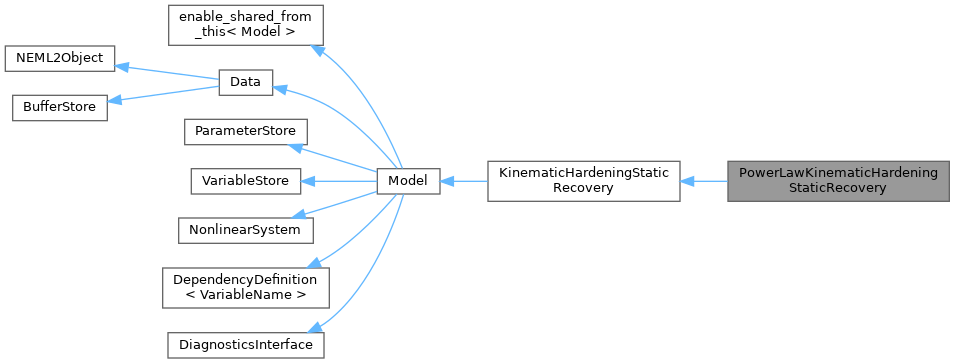 enable_shared_from
_this< Model >
NEML2Object
Data
BufferStore
ParameterStore
VariableStore
Model
KinematicHardeningStatic
Recovery
PowerLawKinematicHardening
StaticRecovery
NonlinearSystem
DependencyDefinition
< VariableName >
DiagnosticsInterface